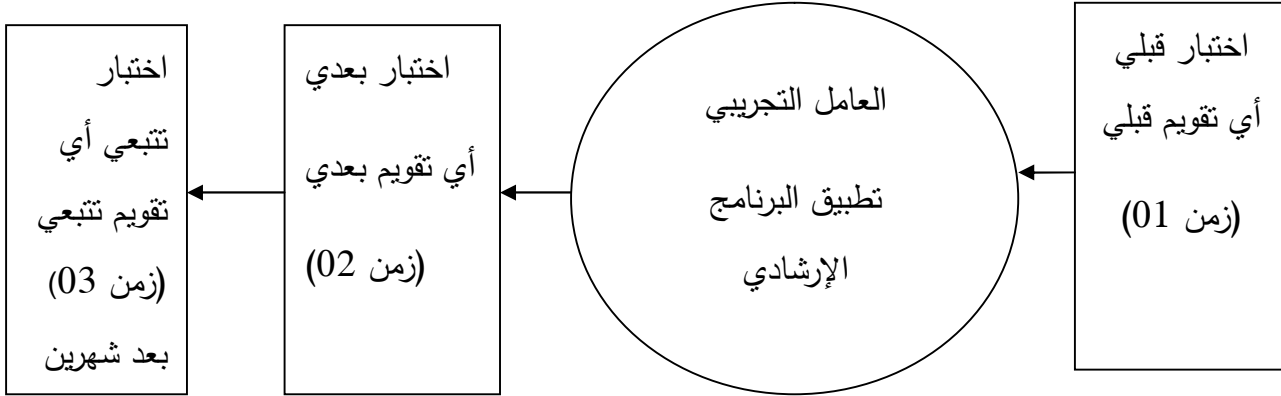 اختبار قبلي
أي تقويم قبلي
(زمن 01)
العامل التجريبي
تطبيق البرنامج
الإرشادي
اختبار بعدي
أي تقويم بعدي
(زمن 02)
اختبار
تتبعي أي
تقويم تتبعي
(زمن 03)
بعد شهرين